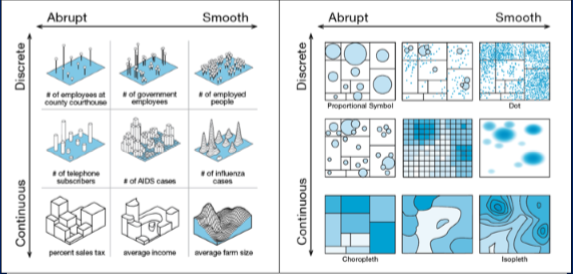 Abrupt Smooth
Discrete
# of employees at
county courthouse
# of government
employees
# of employed
people
# of telephone
subscribers
# of AIDS cases
# of influenza
cases
Continuous
percent sales tax
average income
average farm size
Abrupt Smooth
Discrete
Proportional Symbol
Dot
Continuous
Choropleth
Isopleth